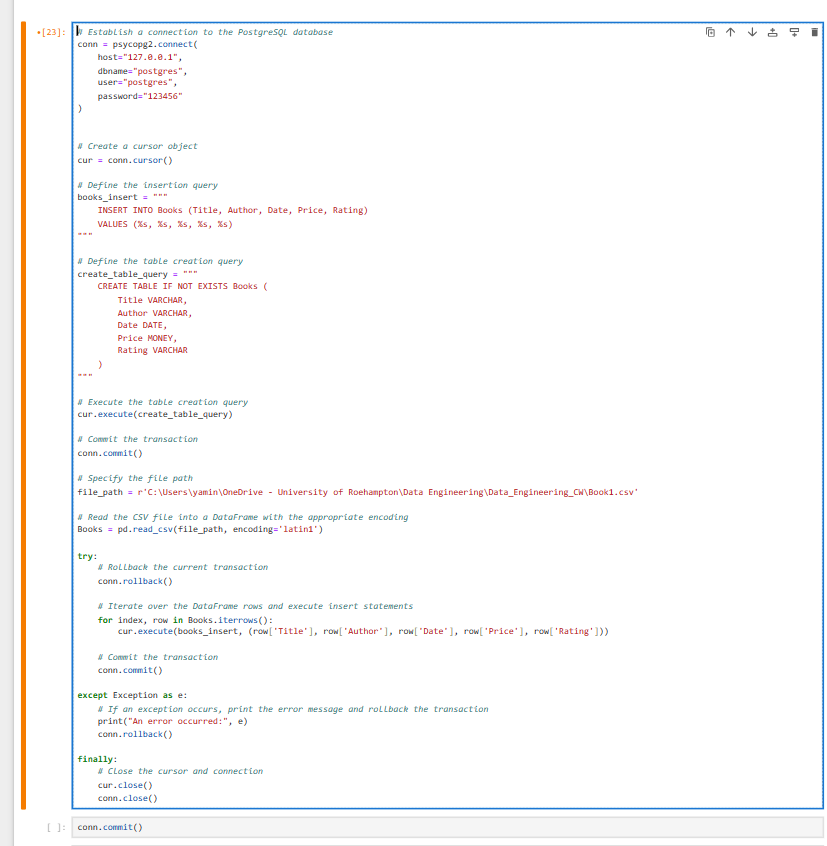 •[23]:
# Establish a connection to the PostgreSQL database
conn = psycopg2.connect(
    host="127.0.0.1",
    dbname="postgres",
    user="postgres",
    password="123456"
)
# Create a cursor object
cur = conn.cursor()
# Define the insertion query
books_insert = """
    INSERT INTO Books (Title, Author, Date, Price, Rating)
    VALUES (%s, %s, %s, %s, %s)
"""
# Define the table creation query
create_table_query = """
    CREATE TABLE IF NOT EXISTS Books (
        Title VARCHAR,
        Author VARCHAR,
        Date DATE,
        Price MONEY,
        Rating VARCHAR
    )
"""
# Execute the table creation query
cur.execute(create_table_query)
# Commit the transaction
conn.commit()
# Specify the file path
file_path = r'C:\Users\yamin\OneDrive - University of Roehampton\Data Engineering\Data_Engineering_CW\Book1.csv'
# Read the CSV file into a DataFrame with the appropriate encoding
Books = pd.read_csv(file_path, encoding='latin1')
try:
    # Rollback the current transaction
    conn.rollback()
    # Iterate over the DataFrame rows and execute insert statements
    for index, row in Books.iterrows():
        cur.execute(books_insert, (row['Title'], row['Author'], row['Date'], row['Price'], row['Rating']))
    # Commit the transaction
    conn.commit()
except Exception as e:
    # If an exception occurs, print the error message and rollback the transaction
    print("An error occurred:", e)
    conn.rollback()
finally:
    # Close the cursor and connection
    cur.close()
    conn.close()
[ ]:
conn.commit()